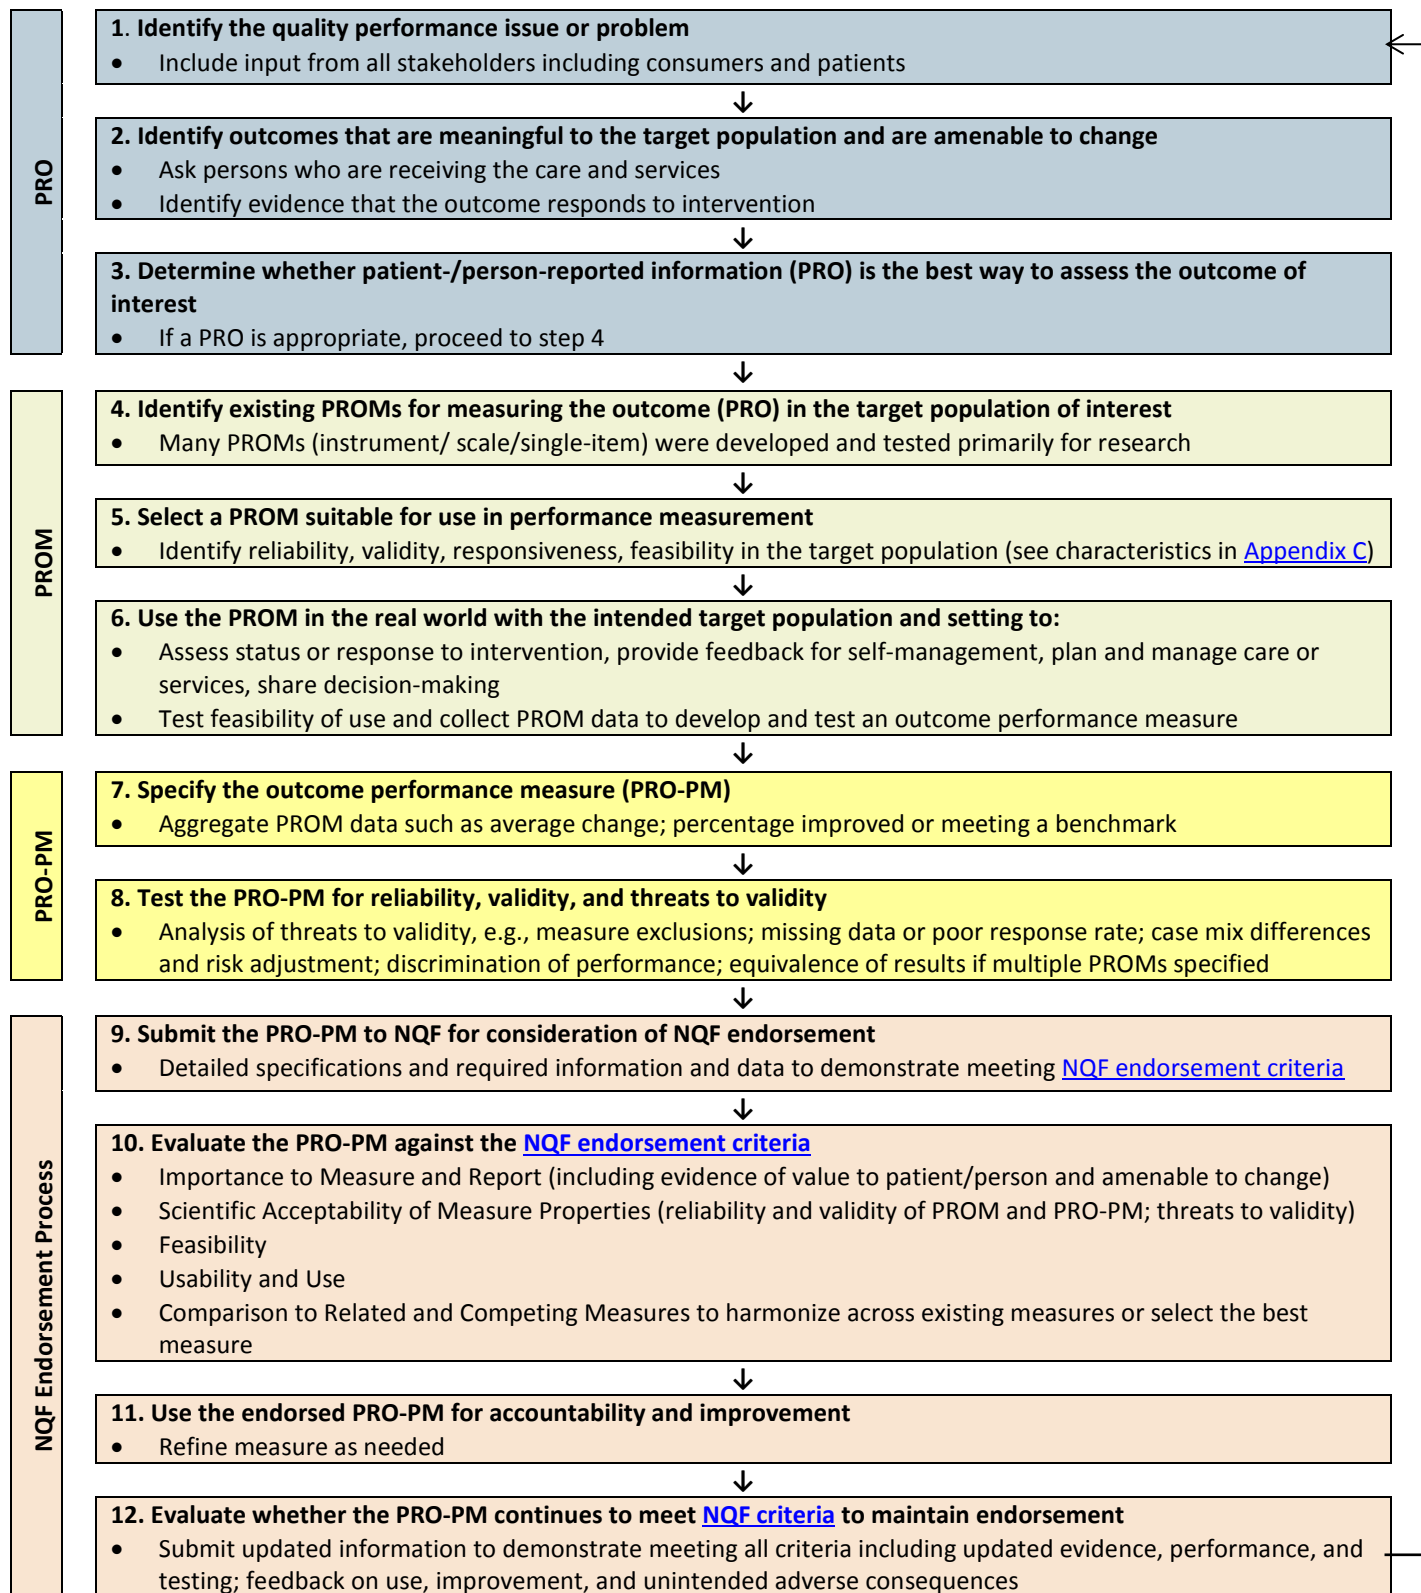 PRO
1. Identify the quality performance issue or problem
• Include input from all stakeholders including consumers and patients
↓
2. Identify outcomes that are meaningful to the target population and are amenable to change
• Ask persons who are receiving the care and services
• Identify evidence that the outcome responds to intervention
↓
3. Determine whether patient-/person-reported information (PRO) is the best way to assess the outcome of
interest
• If a PRO is appropriate, proceed to step 4
↓
PROM
4. Identify existing PROMs for measuring the outcome (PRO) in the target population of interest
• Many PROMs (instrument/ scale/single-item) were developed and tested primarily for research
↓
5. Select a PROM suitable for use in performance measurement
• Identify reliability, validity, responsiveness, feasibility in the target population (see characteristics in Appendix C)
↓
6. Use the PROM in the real world with the intended target population and setting to:
• Assess status or response to intervention, provide feedback for self-management, plan and manage care or
services, share decision-making
• Test feasibility of use and collect PROM data to develop and test an outcome performance measure
↓
PRO-PM
7. Specify the outcome performance measure (PRO-PM)
• Aggregate PROM data such as average change; percentage improved or meeting a benchmark
↓
8. Test the PRO-PM for reliability, validity, and threats to validity
• Analysis of threats to validity, e.g., measure exclusions; missing data or poor response rate; case mix differences
and risk adjustment; discrimination of performance; equivalence of results if multiple PROMs specified
↓
NQF Endorsement Process
9. Submit the PRO-PM to NQF for consideration of NQF endorsement
• Detailed specifications and required information and data to demonstrate meeting NQF endorsement criteria
↓
10. Evaluate the PRO-PM against the NQF endorsement criteria
• Importance to Measure and Report (including evidence of value to patient/person and amenable to change)
• Scientific Acceptability of Measure Properties (reliability and validity of PROM and PRO-PM; threats to validity)
• Feasibility
• Usability and Use
• Comparison to Related and Competing Measures to harmonize across existing measures or select the best
measure
↓
11. Use the endorsed PRO-PM for accountability and improvement
• Refine measure as needed
↓
12. Evaluate whether the PRO-PM continues to meet NQF criteria to maintain endorsement
• Submit updated information to demonstrate meeting all criteria including updated evidence, performance, and
testing; feedback on use, improvement, and unintended adverse consequences